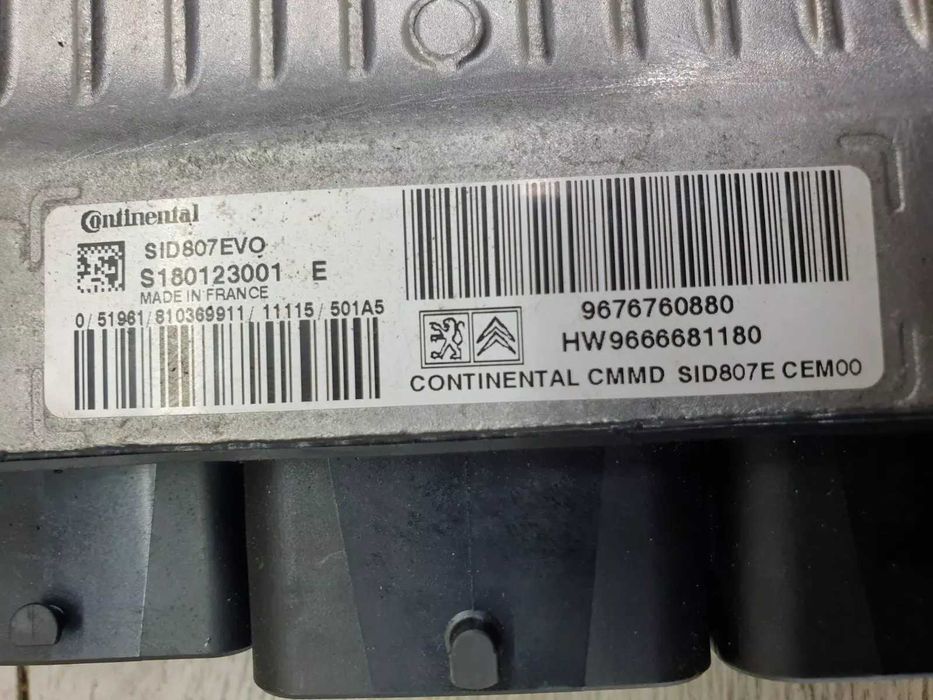 Continental
SID807EVO
S180123001 E
MADE IN FRANCE
0/51961/810369911/11115/501A5
9676760880
HW9666681180
CONTINENTAL CMMD SID807E CEM00